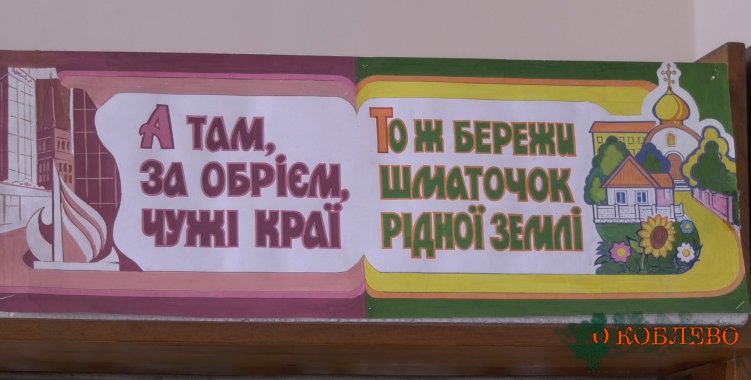 А там,
за обрієм,
чужі краї
То ж бережи
шматочок
рідної землі
О КОБЛЕВО